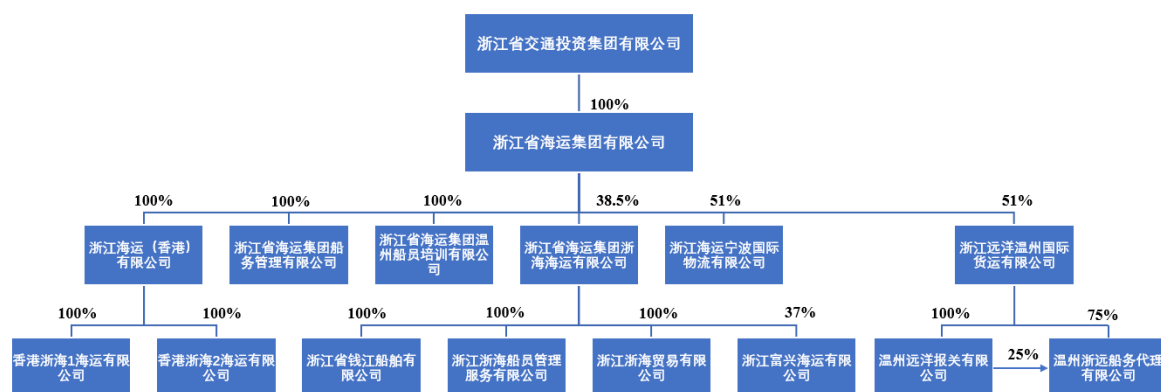 浙江省交通投资集团有限公司
100%
浙江省海运集团有限公司
100%
100%
100%
38.5%
51%
51%
浙江海运（香港）
有限公司
浙江省海运集团船
务管理有限公司
浙江省海运集团温
州船员培训有限公
司
浙江省海运集团浙
海海运有限公司
浙江海运宁波国际
物流有限公司
浙江远洋温州国际
货运有限公司
100%
100%
100%
100%
100%
37%
100%
75%
香港浙海1海运有限
公司
香港浙海2海运有限
公司
浙江省钱江船舶有
限公司
浙江浙海船员管理
服务有限公司
浙江浙海贸易有限
公司
浙江富兴海运有限
公司
温州远洋报关有限
公司
25%
温州浙远船务代理
有限公司